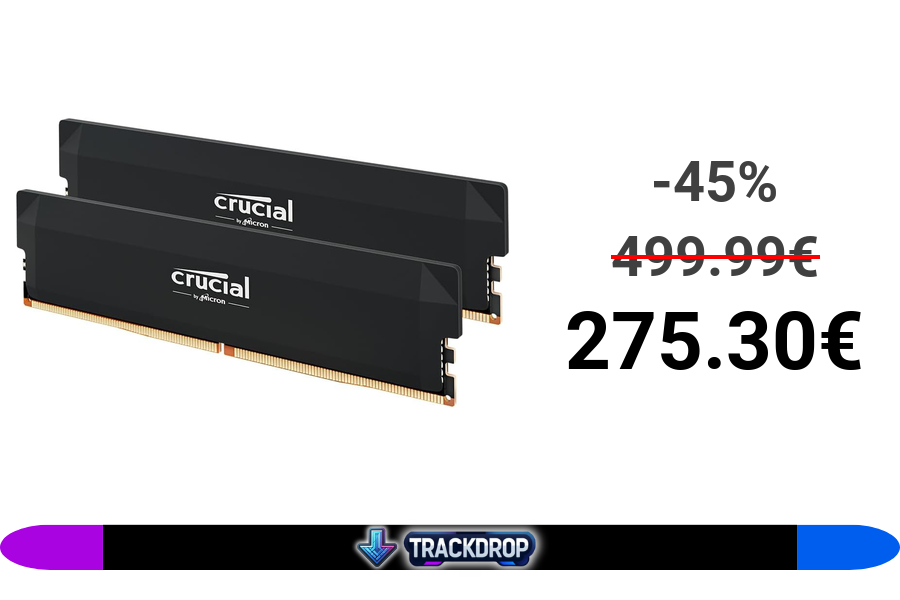 crucial
by Micron
crucial
by Micron
-45%
499.99€
275.30€
TRACKDROP